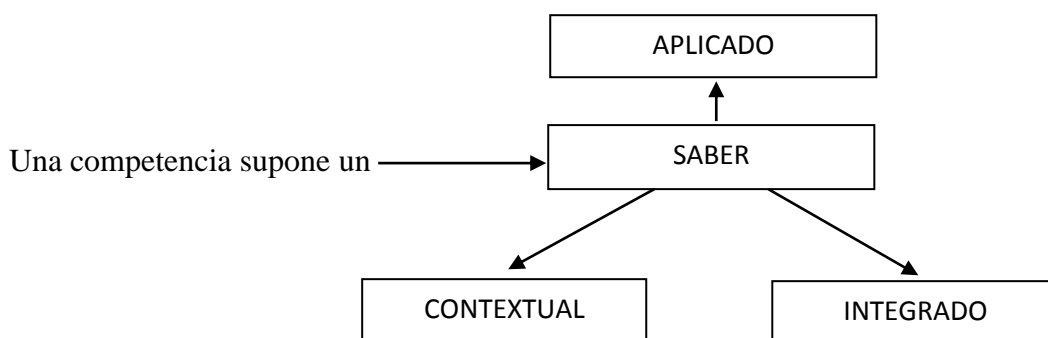 APLICADO
Una competencia supone un
SABER
CONTEXTUAL
INTEGRADO